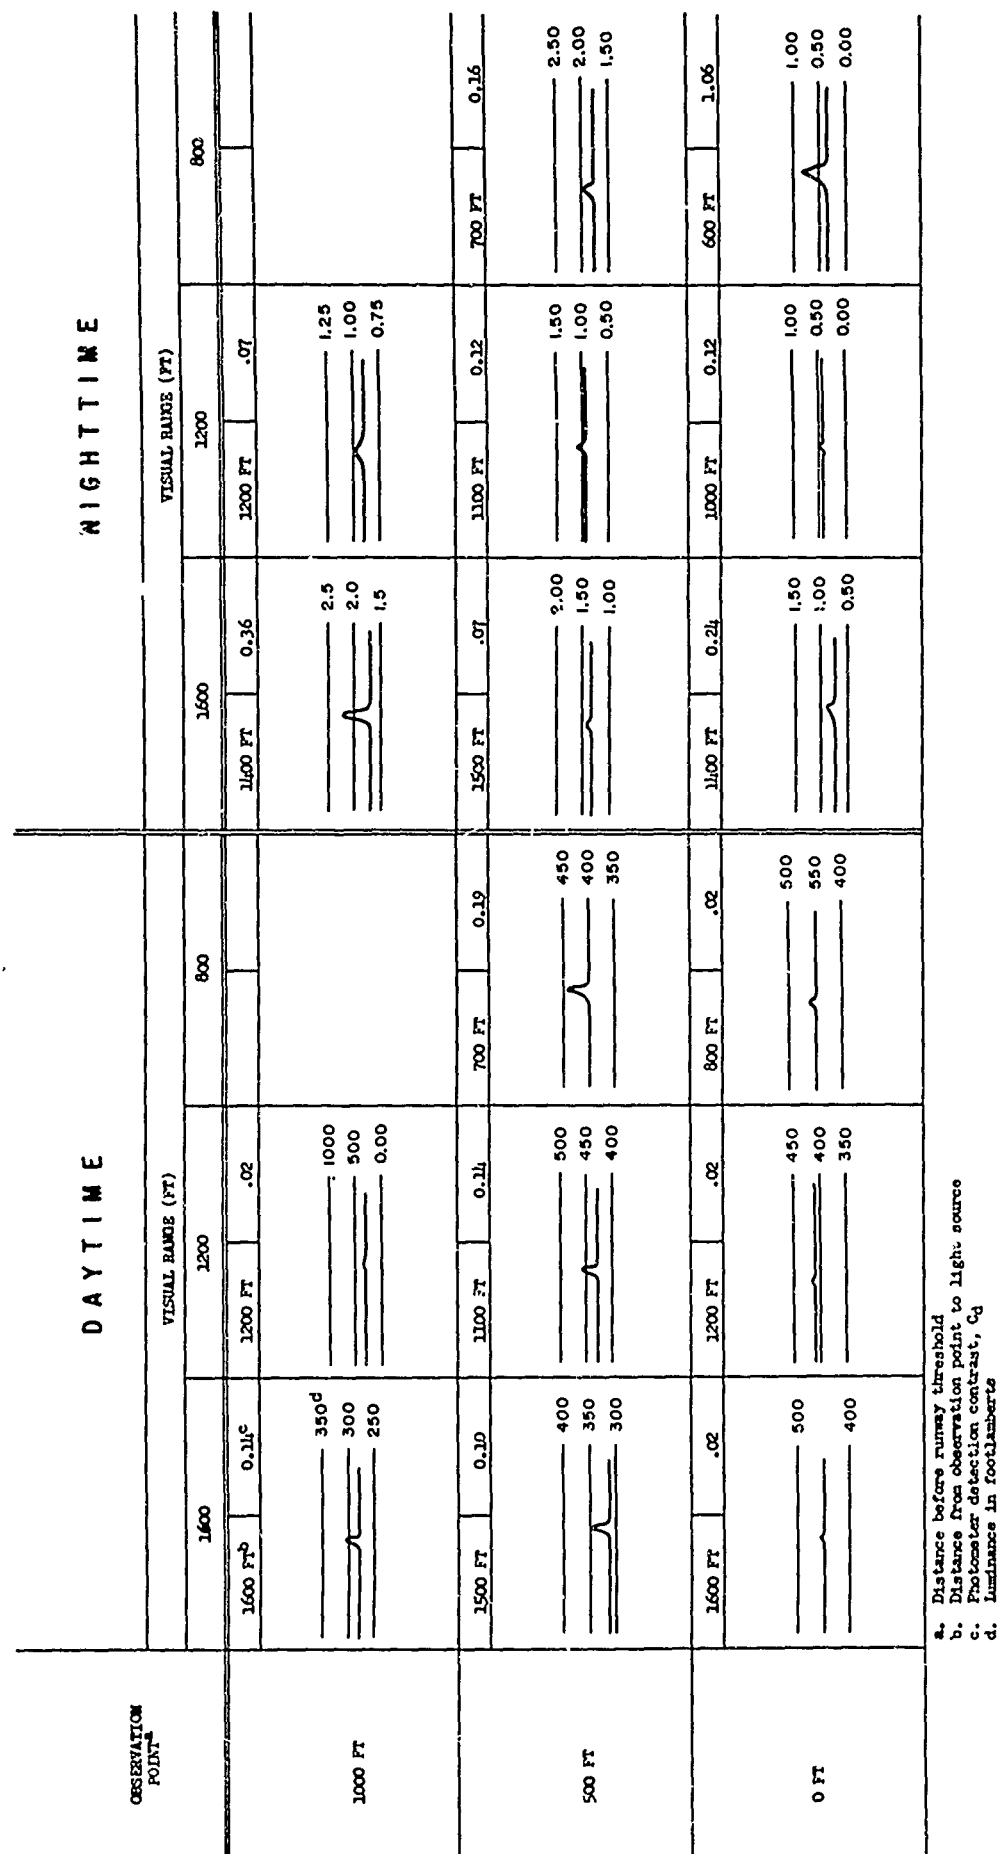 DAYTIME NIGHTTIME
OBSERVATION POINTa
VISUAL RANGE (FT) VISUAL RANGE (FT)
1600 1200 800 1600 1200 800
1600 FTb 0.14c 1200 FT .02 1400 FT 0.36 1200 FT .07
1000 FT
350d 1000 2.5 1.25
300 500 2.0 1.00
250 0.00 1.5 0.75
1500 FT 0.10 1100 FT 0.14 700 FT 0.19 1500 FT .07 1100 FT 0.12 700 FT 0.16
500 FT
400 500 450 2.00 1.50 2.50
350 450 400 1.50 1.00 2.00
300 400 350 1.00 0.50 1.50
1600 FT .02 1200 FT .02 800 FT .02 1400 FT 0.24 1000 FT 0.12 600 FT 1.06
0 FT
500 450 500 1.50 1.00 1.00
400 550 1.00 0.50 0.50
400 350 400 0.50 0.00 0.00
a. Distance before runway threshold
b. Distance from observation point to light source
c. Photometer detection contrast, Cd
d. Luminance in footlamberts